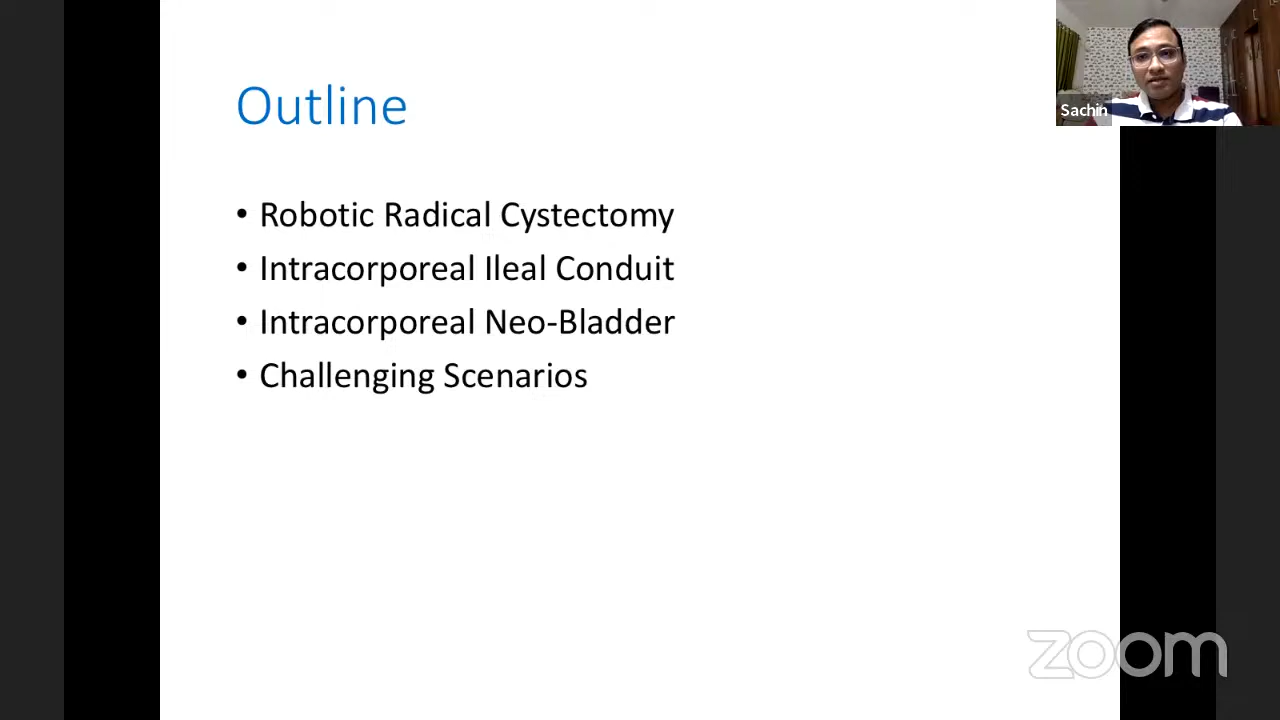 Outline
Sachin
• Robotic Radical Cystectomy
• Intracorporeal Ileal Conduit
• Intracorporeal Neo-Bladder
• Challenging Scenarios
zoom